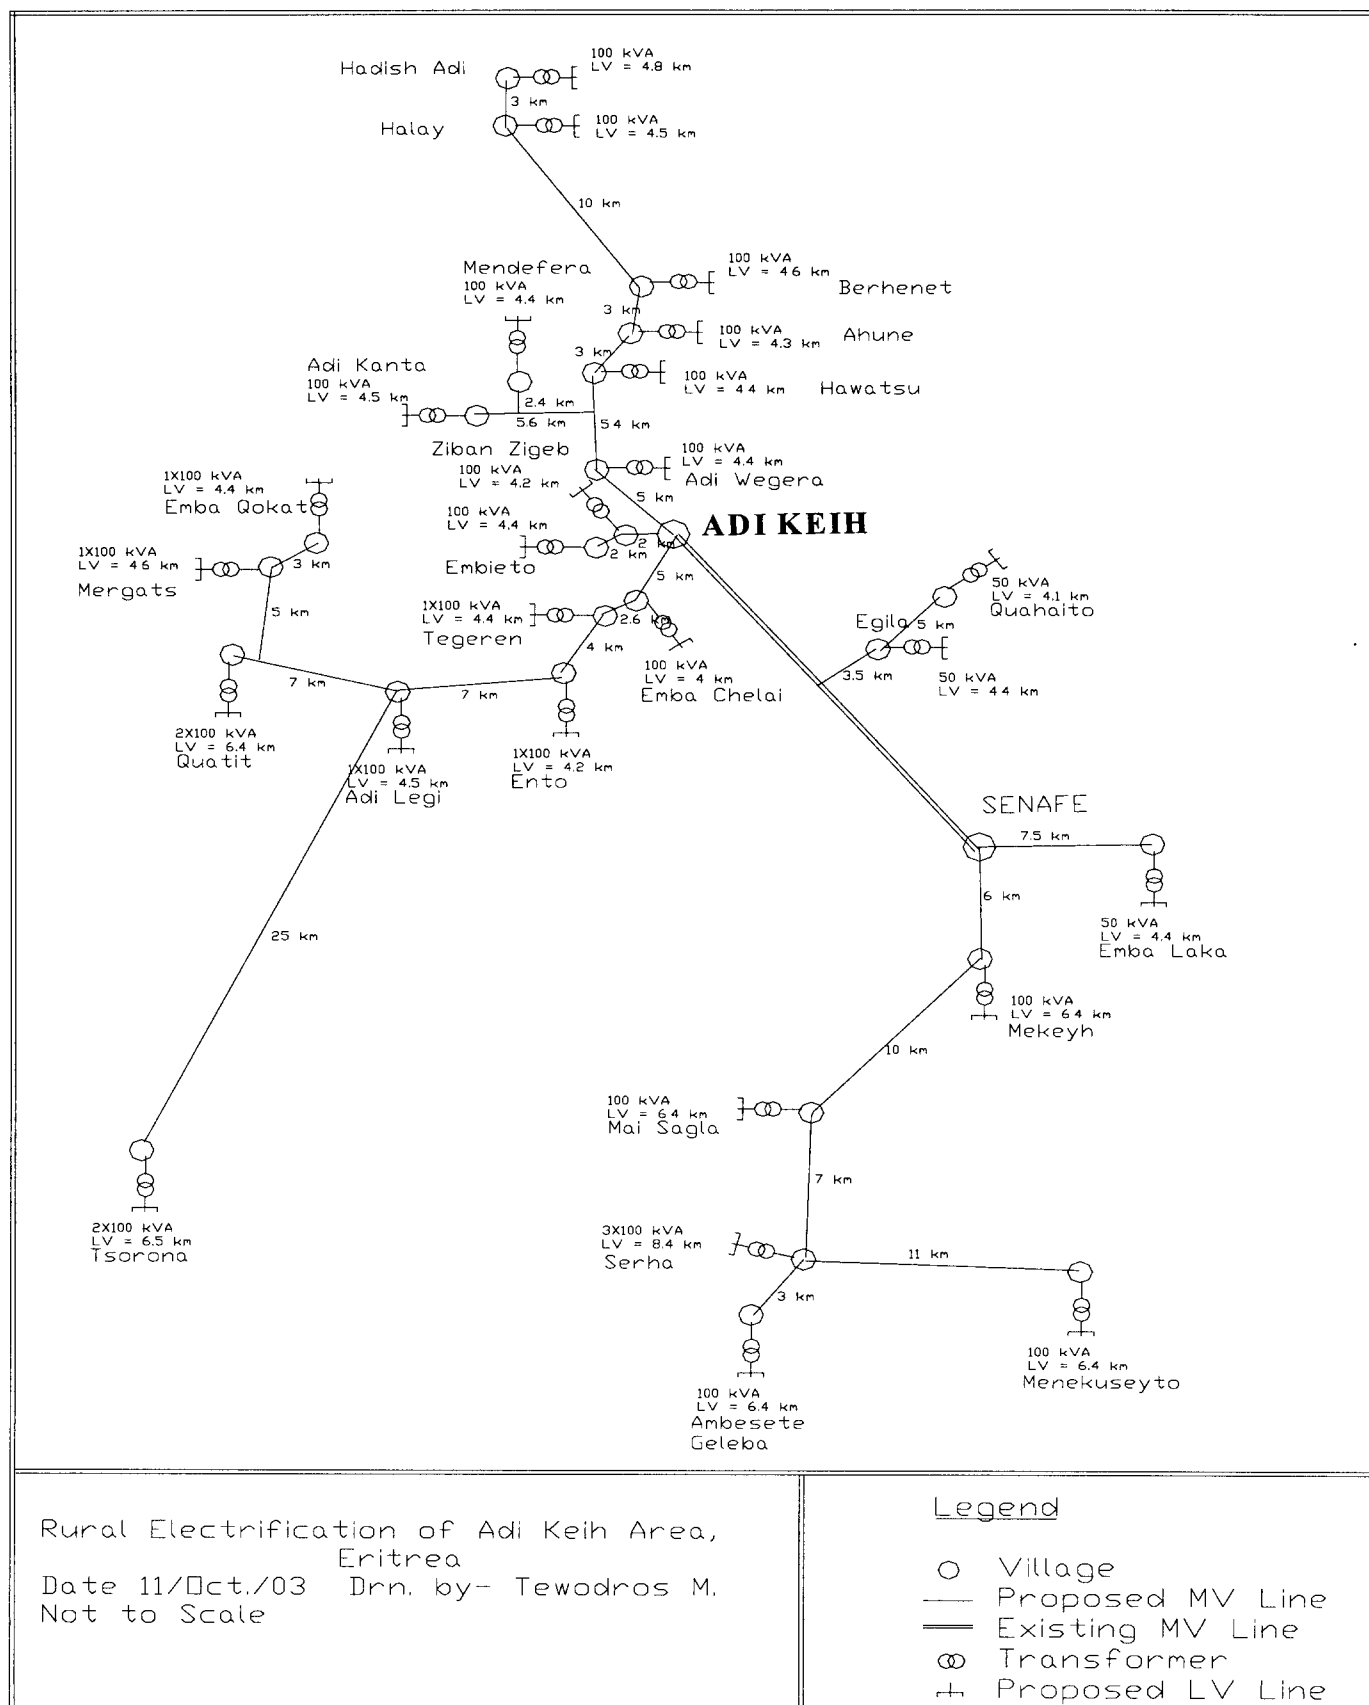 100 kVA
LV = 4.8 km
Hadish Adi
3 km
Halay
100 kVA
LV = 4.5 km
10 km
Mendefera
100 kVA
LV = 4.4 km
100 kVA
LV = 46 km
Berhenet
3 km
100 kVA
LV = 4.3 km
Ahune
3 km
Adi Kanta
100 kVA
LV = 4.5 km
100 kVA
LV = 44 km
Hawatsu
2.4 km
5.6 km
54 km
Ziban Zigeb
100 kVA
LV = 4.2 km
100 kVA
LV = 4.4 km
Adi Wegera
5 km
1X100 kVA
LV = 4.4 km
Emba Qokat
100 kVA
LV = 4.4 km
Embieto
2 km
2 km
ADI KEIH
1X100 kVA
LV = 46 km
Mergats
3 km
5 km
5 km
50 kVA
LV = 4.1 km
Quahaito
Egila
5 km
1X100 kVA
LV = 4.4 km
Tegeren
2.6 km
4 km
100 kVA
LV = 4 km
Emba Chelai
3.5 km
50 kVA
LV = 44 km
7 km
7 km
2X100 kVA
LV = 6.4 km
Quatit
1X100 kVA
LV = 4.5 km
Adi Legi
1X100 kVA
LV = 4.2 km
Ento
SENAFE
7.5 km
6 km
50 kVA
LV = 4.4 km
Emba Laka
25 km
100 kVA
LV = 64 km
Mekeyh
10 km
100 kVA
LV = 64 km
Mai Sagla
7 km
2X100 kVA
LV = 6.5 km
Tsorona
3X100 kVA
LV = 8.4 km
Serha
11 km
3 km
100 kVA
LV = 6.4 km
Menekuseyto
100 kVA
LV = 6.4 km
Ambesete
Geleba
Rural Electrification of Adi Keih Area,
Eritrea
Date 11/Oct./03 Drn. by- Tewodros M.
Not to Scale
Legend
Village
Proposed MV Line
Existing MV Line
Transformer
Proposed LV Line